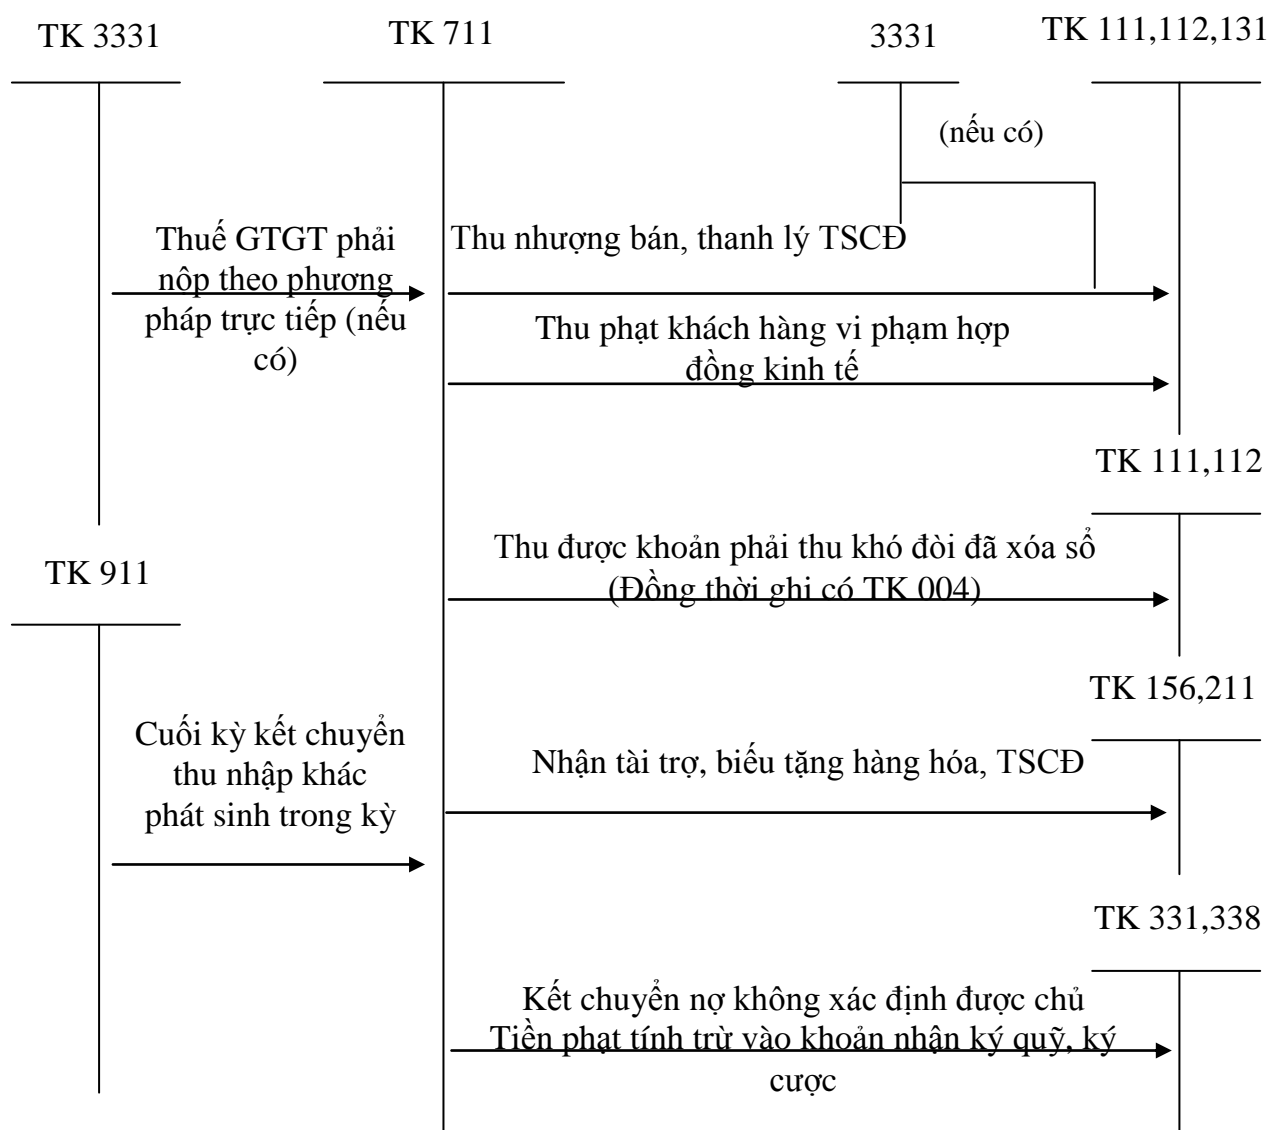 TK 3331
TK 711
3331
TK 111,112,131
(nếu có)
Thuế GTGT phải
nôp theo phương
pháp trực tiếp (nếu
có)
Thu nhượng bán, thanh lý TSCĐ
Thu phạt khách hàng vi phạm hợp
đồng kinh tế
TK 111,112
Thu được khoản phải thu khó đòi đã xóa sổ
(Đồng thời ghi có TK 004)
TK 911
TK 156,211
Cuối kỳ kết chuyển
thu nhập khác
phát sinh trong kỳ
Nhận tài trợ, biếu tặng hàng hóa, TSCĐ
TK 331,338
Kết chuyển nợ không xác định được chủ
Tiền phạt tính trừ vào khoản nhận ký quỹ, ký
cược